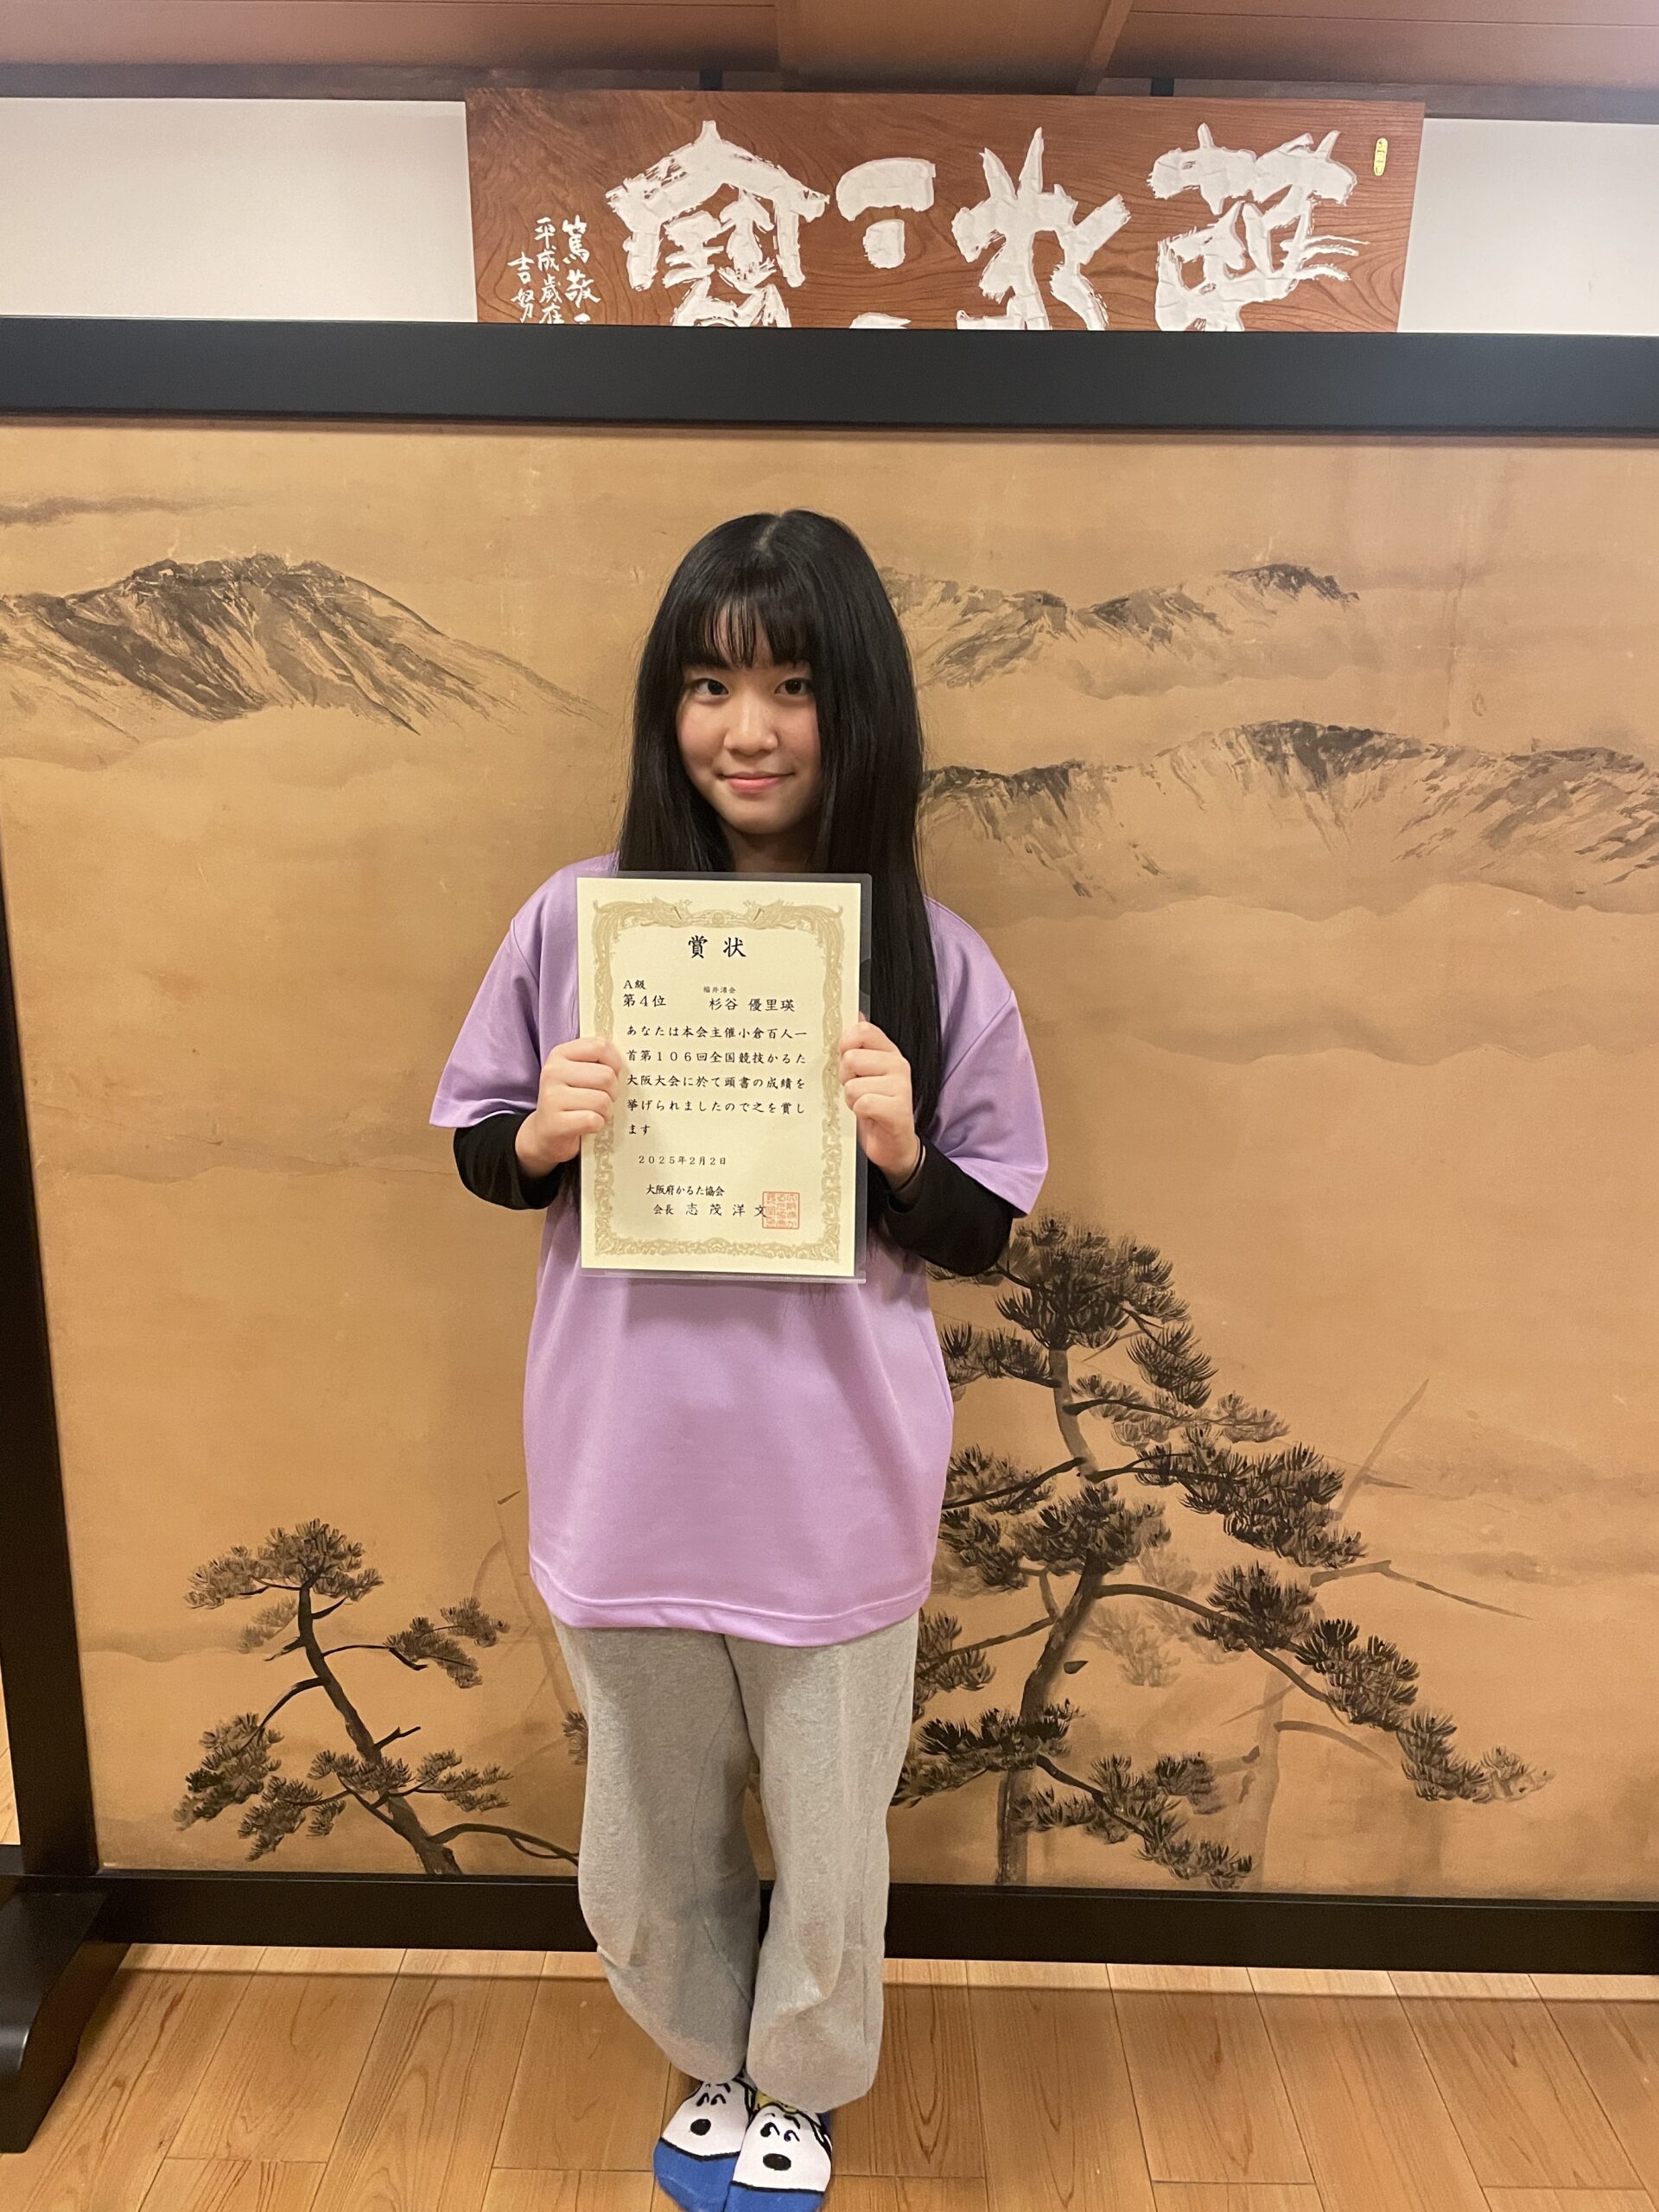 篤敬
平成歳在
吉努
賞状
A級
第4位
福井渚会
杉谷 優里瑛
あなたは本会主催小倉百人一
首第106回全国競技かるた
大阪大会に於て頭書の成績を
挙げられましたので之を賞し
ます
2025年2月2日
大阪府かるた協会
会長 志茂洋文